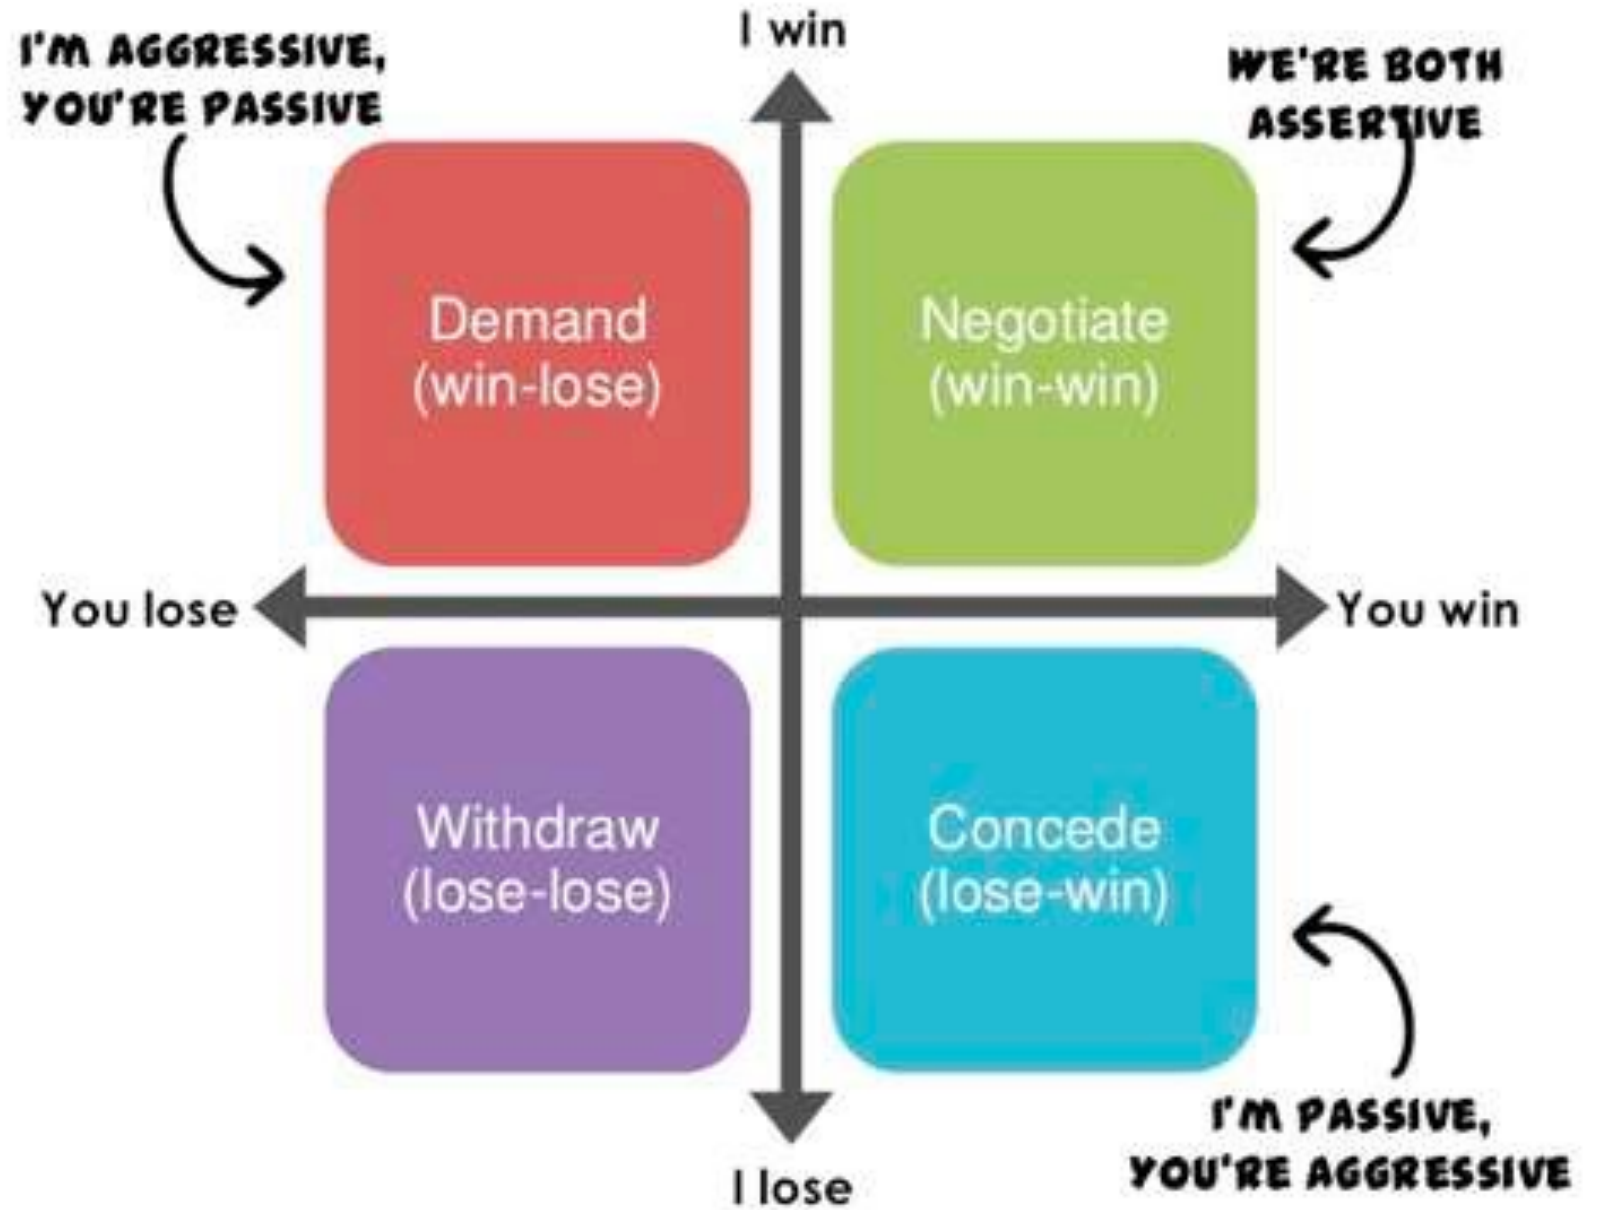 I win
I'M AGGRESSIVE,
YOU'RE PASSIVE
WE'RE BOTH
ASSERTIVE
Demand
(win-lose)
Negotiate
(win-win)
You lose
You win
Withdraw
(lose-lose)
Concede
(lose-win)
I'M PASSIVE,
YOU'RE AGGRESSIVE
I lose